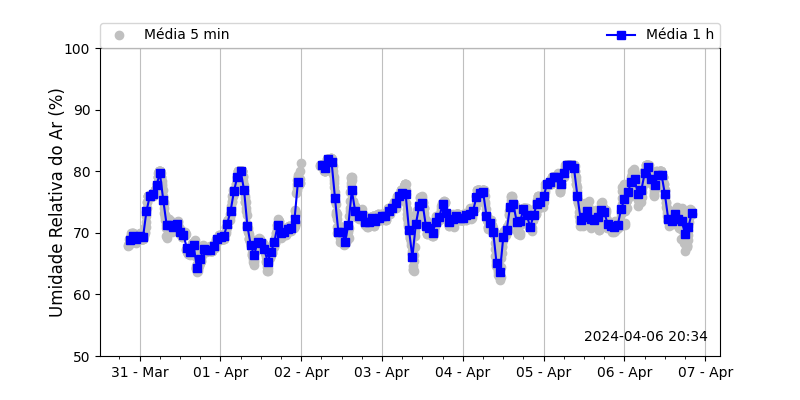 Média 5 min
Média 1 h
Umidade Relativa do Ar (%)
100
90
80
70
60
50
2024-04-06 20:34
31 - Mar
01 - Apr
02 - Apr
03 - Apr
04 - Apr
05 - Apr
06 - Apr
07 - Apr